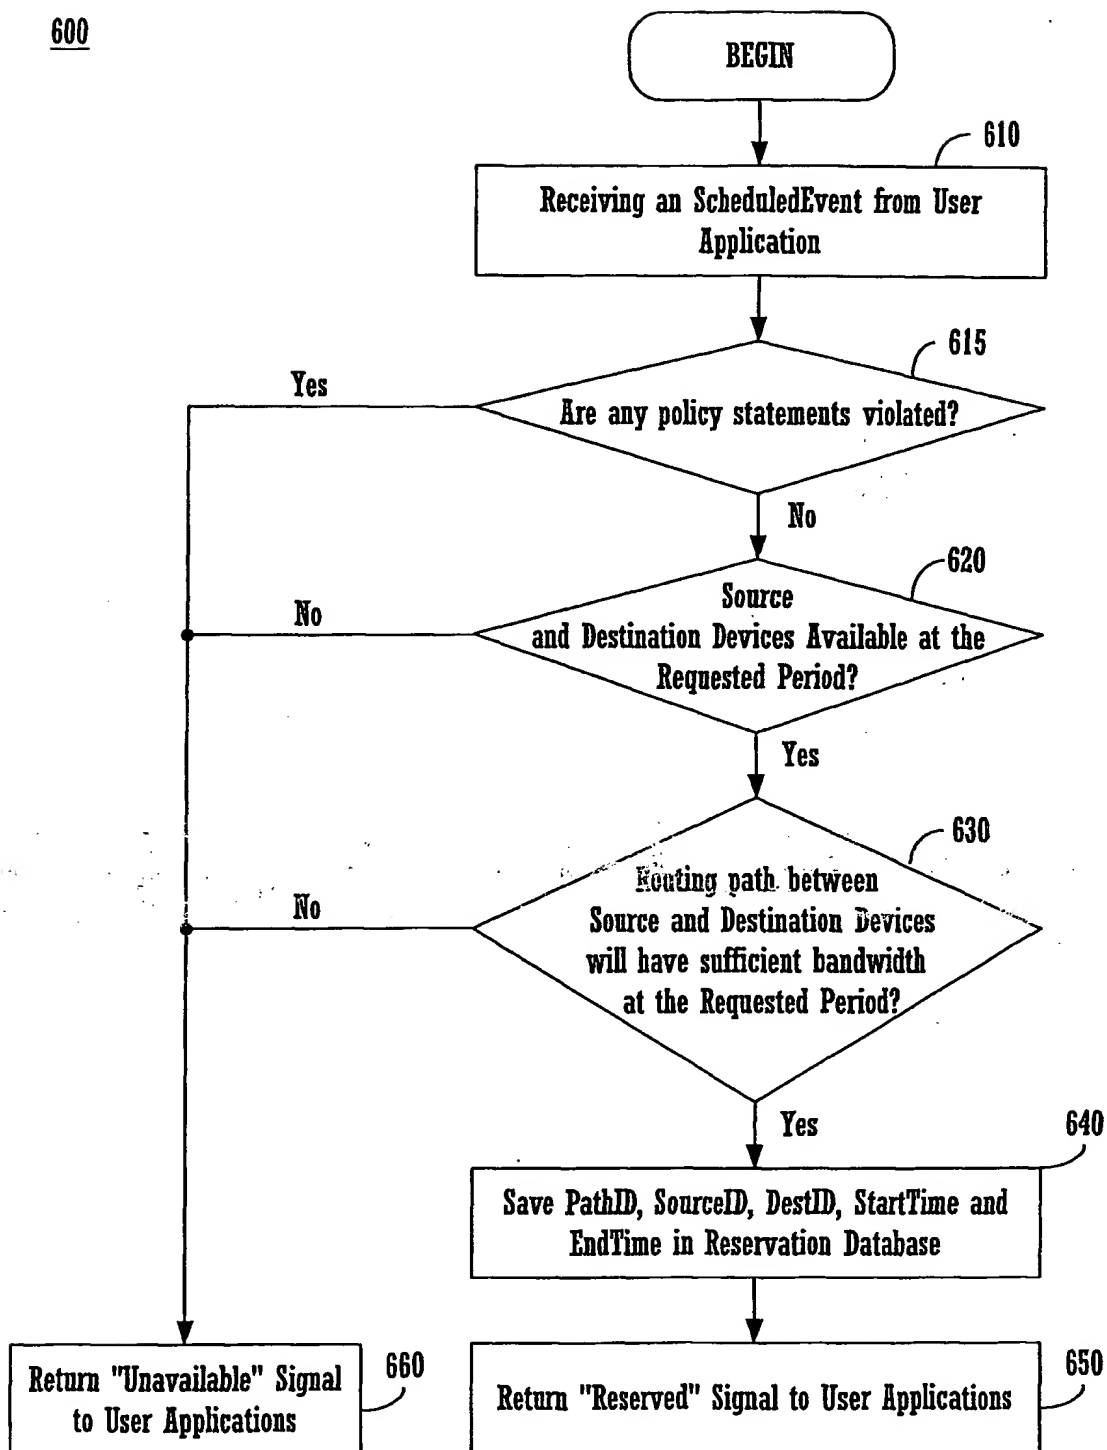 600
BEGIN
610
Receiving an ScheduledEvent from User
Application
615
Yes
Are any policy statements violated?
No
620
Source
No
and Destination Devices Available at the
Requested Period?
Yes
630
Routing path between
No
Source and Destination Devices
will have sufficient bandwidth
at the Requested Period?
Yes
640
Save PathID, SourceID, DestID, StartTime and
EndTime in Reservation Database
Return "Unavailable" Signal
to User Applications
660
Return "Reserved" Signal to User Applications
650